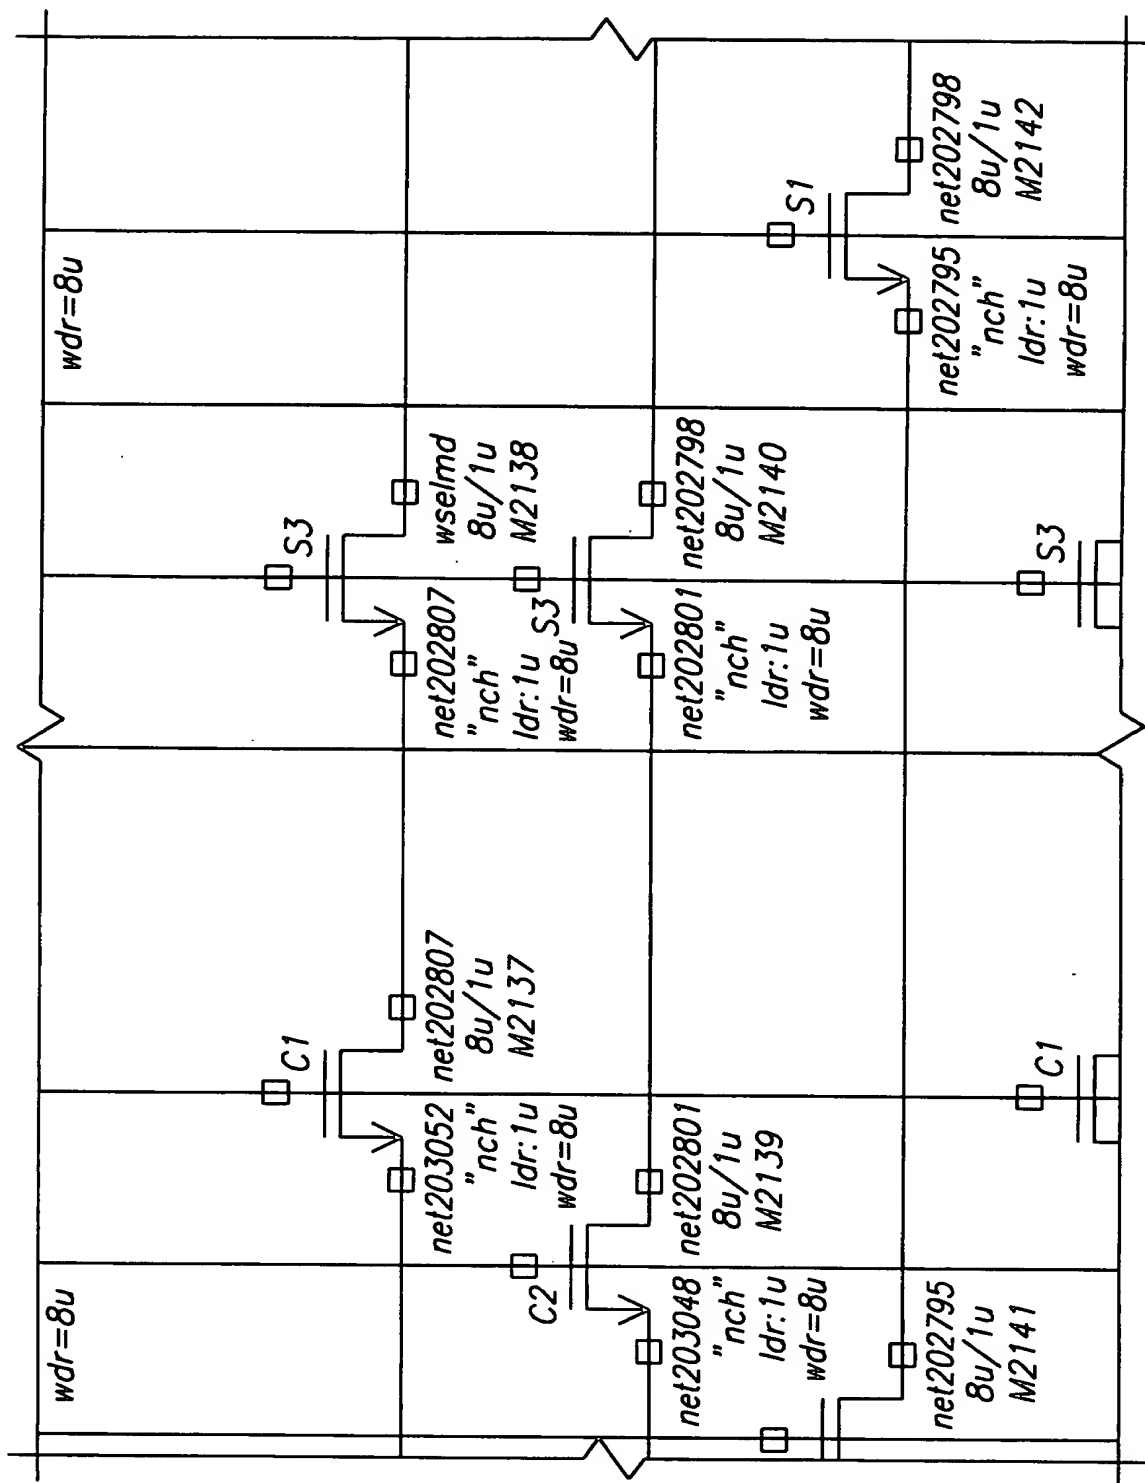 wdr=8u
wdr=8u
C1
net203052
"nch"
ldr:1u
wdr=8u
net202807
8u/1u
M2137
S3
net202807
"nch"
ldr:1u
wdr=8u
wselmd
8u/1u
M2138
C2
net203048
"nch"
ldr:1u
wdr=8u
net202801
8u/1u
M2139
S3
net202801
"nch"
ldr:1u
wdr=8u
net202798
8u/1u
M2140
net202795
8u/1u
M2141
S1
net202795
"nch"
ldr:1u
wdr=8u
net202798
8u/1u
M2142
C1
S3